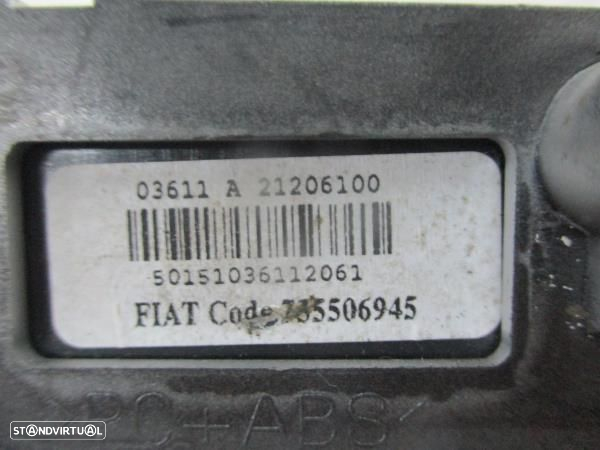 03611 A 21206100
50151036112061
FIAT Code 735506945
>PC+ABS<
STANDVIRTUAL